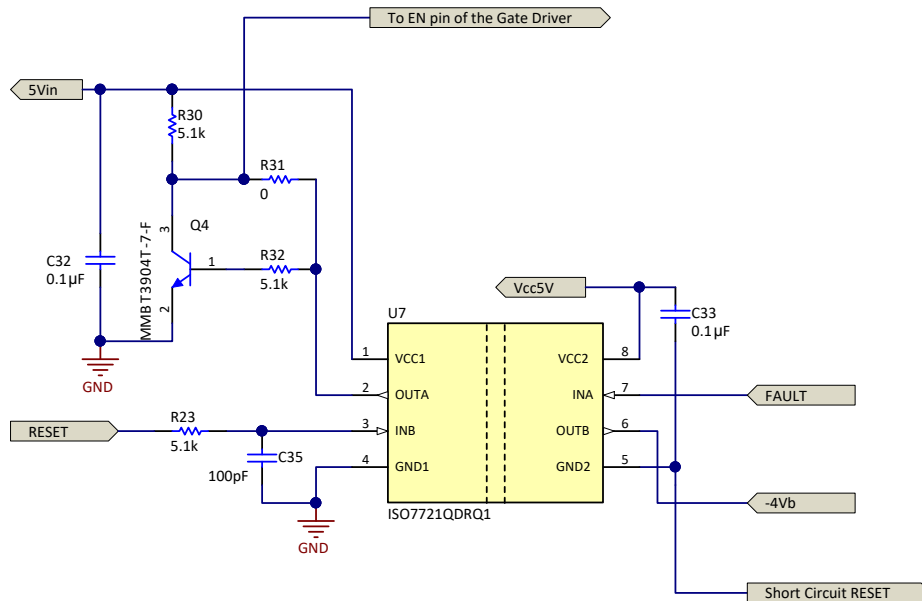 To EN pin of the Gate Driver
5Vin
R30
5.1k
R31
0
3
Q4
MMBT3904T-7-F
1
2
R32
5.1k
C32
0.1µF
GND
Vcc5V
C33
0.1µF
U7
1
VCC1
VCC2
8
2
OUTA
INA
7
FAULT
RESET
R23
5.1k
3
INB
OUTB
6
C35
100pF
4
GND1
GND2
5
-4Vb
ISO7721QDRQ1
GND
Short Circuit RESET